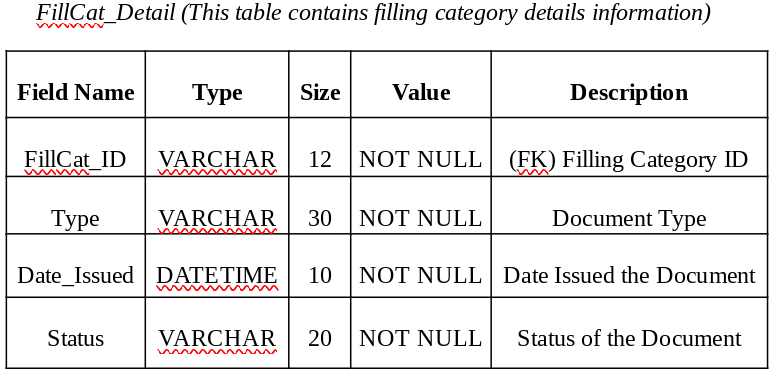 FillCat_Detail (This table contains filling category details information)
Field Name Type Size Value Description
FillCat_ID VARCHAR 12 NOT NULL (FK) Filling Category ID
Type VARCHAR 30 NOT NULL Document Type
Date_Issued DATETIME 10 NOT NULL Date Issued the Document
Status VARCHAR 20 NOT NULL Status of the Document